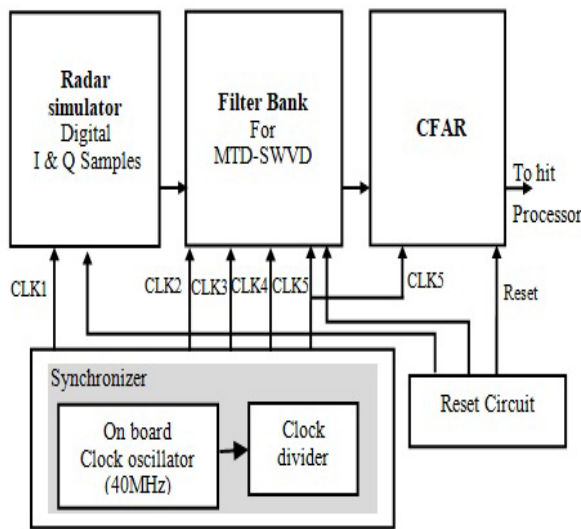 Radar
simulator
Digital
I & Q Samples
Filter Bank
For
MTD-SWVD
CFAR
To hit
Processor
CLK1
CLK2
CLK3
CLK4
CLK5
CLK5
Reset
Synchronizer
On board
Clock oscillator
(40MHz)
Clock
divider
Reset Circuit